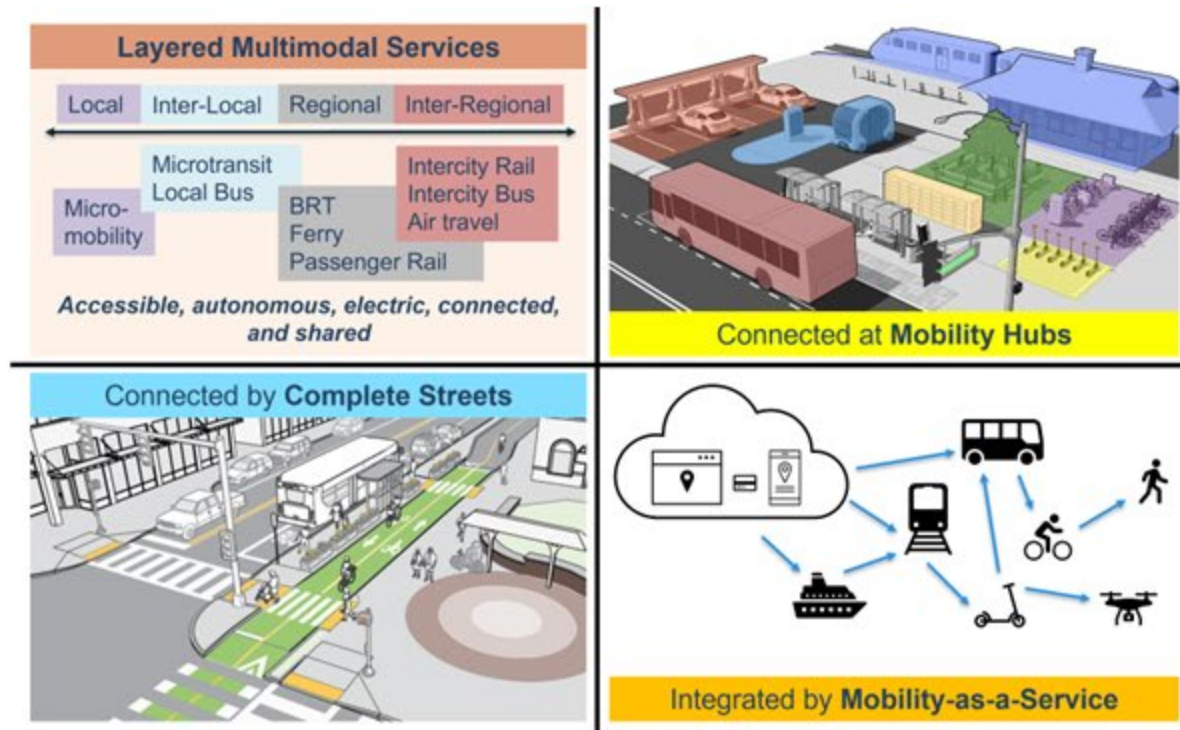 Layered Multimodal Services
Local
Inter-Local
Regional
Inter-Regional
Micro-
mobility
Microtransit
Local Bus
BRT
Ferry
Passenger Rail
Intercity Rail
Intercity Bus
Air travel
Accessible, autonomous, electric, connected,
and shared
Connected at Mobility Hubs
Connected by Complete Streets
Integrated by Mobility-as-a-Service